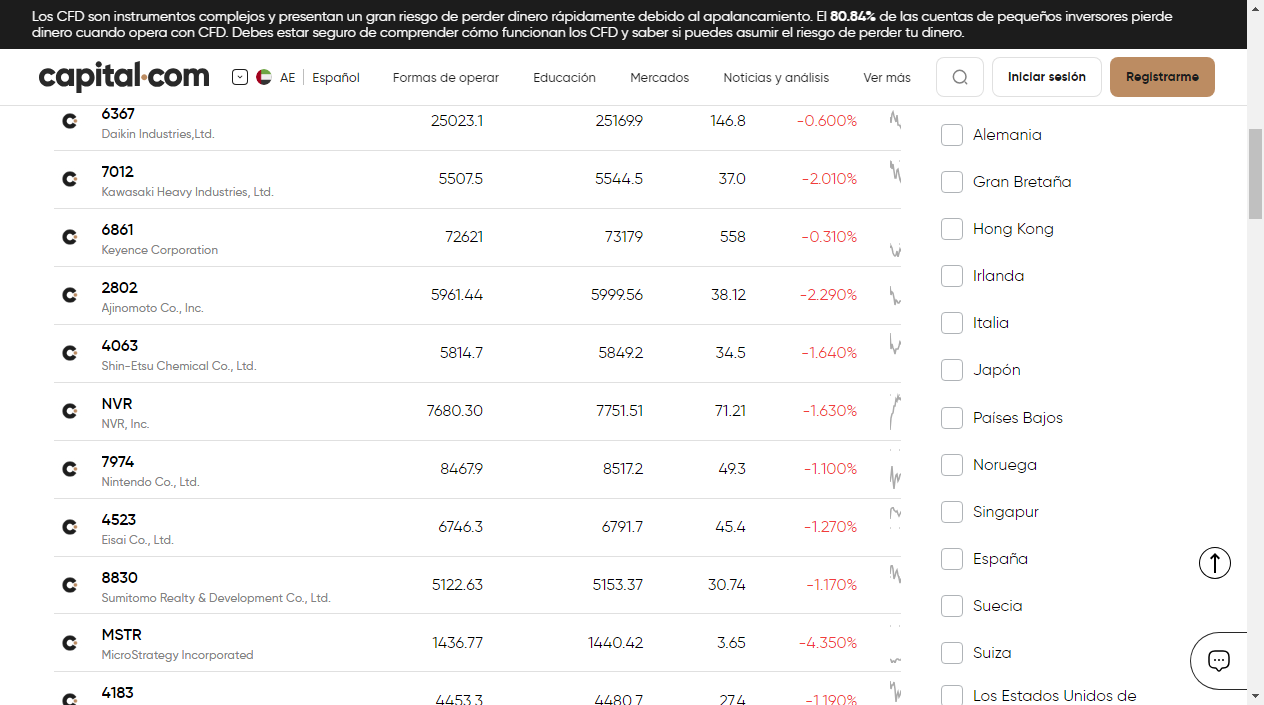 Los CFD son instrumentos complejos y presentan un gran riesgo de perder dinero rápidamente debido al apalancamiento. El 80.84% de las cuentas de pequeños inversores pierde
dinero cuando opera con CFD. Debes estar seguro de comprender cómo funcionan los CFD y saber si puedes asumir el riesgo de perder tu dinero.
capital.com AE Español Formas de operar Educación Mercados Noticias y análisis Ver más Iniciar sesión Registrarme
6367 25023.1 25169.9 146.8 -0.600%
Daikin Industries,Ltd.
7012 5507.5 5544.5 37.0 -2.010%
Kawasaki Heavy Industries, Ltd.
6861 72621 73179 558 -0.310%
Keyence Corporation
2802 5961.44 5999.56 38.12 -2.290%
Ajinomoto Co., Inc.
4063 5814.7 5849.2 34.5 -1.640%
Shin-Etsu Chemical Co., Ltd.
NVR 7680.30 7751.51 71.21 -1.630%
NVR, Inc.
7974 8467.9 8517.2 49.3 -1.100%
Nintendo Co., Ltd.
4523 6746.3 6791.7 45.4 -1.270%
Eisai Co., Ltd.
8830 5122.63 5153.37 30.74 -1.170%
Sumitomo Realty & Development Co., Ltd.
MSTR 1436.77 1440.42 3.65 -4.350%
MicroStrategy Incorporated
4183 4453.3 4480.7 27.4 -1.190%
Alemania
Gran Bretaña
Hong Kong
Irlanda
Italia
Japón
Países Bajos
Noruega
Singapur
España
Suecia
Suiza
Los Estados Unidos de